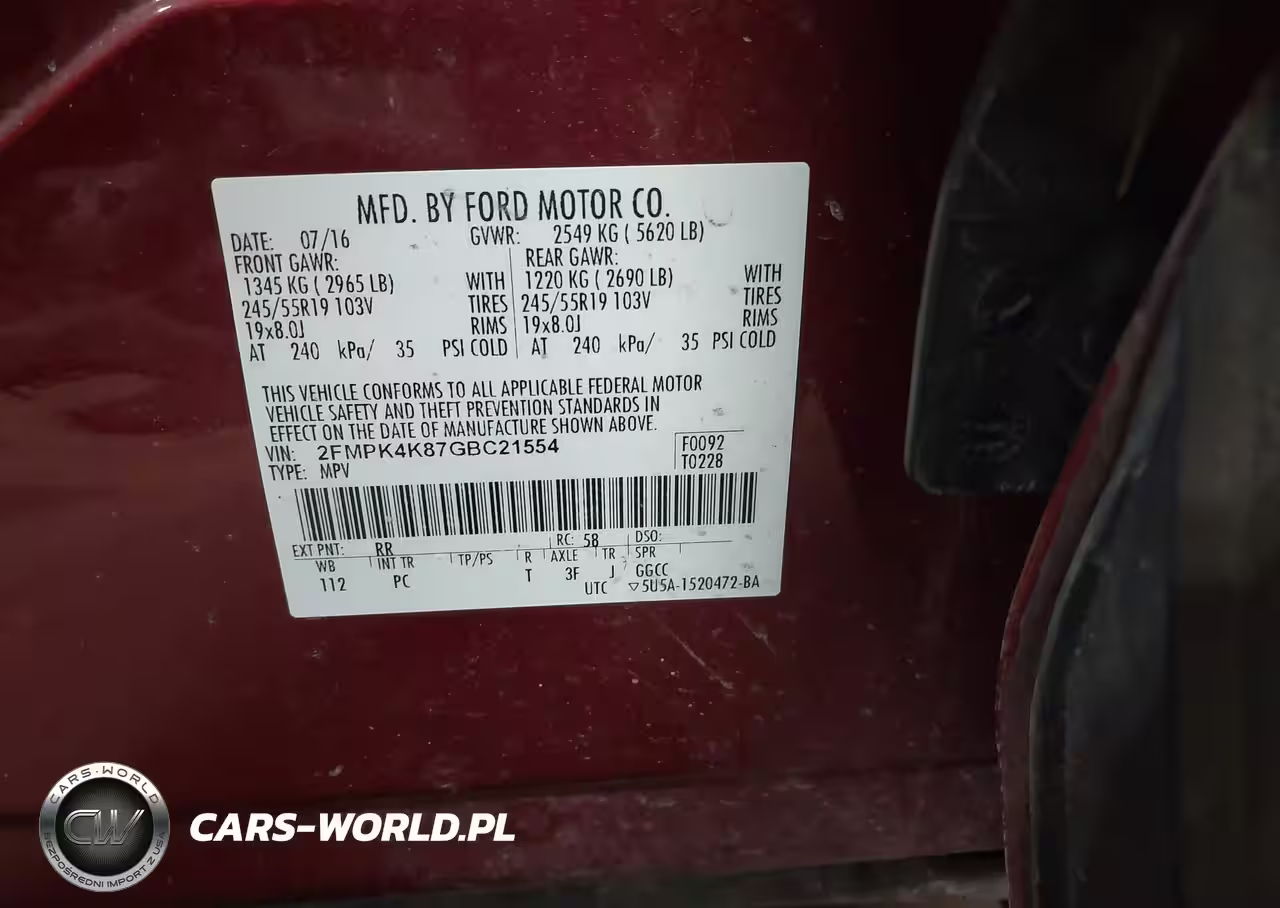 MFD. BY FORD MOTOR CO.
DATE: 07/16 GVWR: 2549 KG ( 5620 LB)
FRONT GAWR: REAR GAWR:
1345 KG ( 2965 LB) WITH 1220 KG ( 2690 LB) WITH
245/55R19 103V TIRES 245/55R19 103V TIRES
19x8.0J RIMS 19x8.0J RIMS
AT 240 kPa/ 35 PSI COLD AT 240 kPa/ 35 PSI COLD
THIS VEHICLE CONFORMS TO ALL APPLICABLE FEDERAL MOTOR
VEHICLE SAFETY AND THEFT PREVENTION STANDARDS IN
EFFECT ON THE DATE OF MANUFACTURE SHOWN ABOVE.
VIN: 2FMPK4K87GBC21554 F0092
TYPE: MPV T0228
EXT PNT: RR RC: 58 DSO:
WB INT TR TP/PS R AXLE TR SPR
112 PC T 3F J GGCC
UTC ▽5U5A-1520472-BA
CARS-WORLD
CW
BEZPOŚREDNI IMPORT Z USA
CARS-WORLD.PL